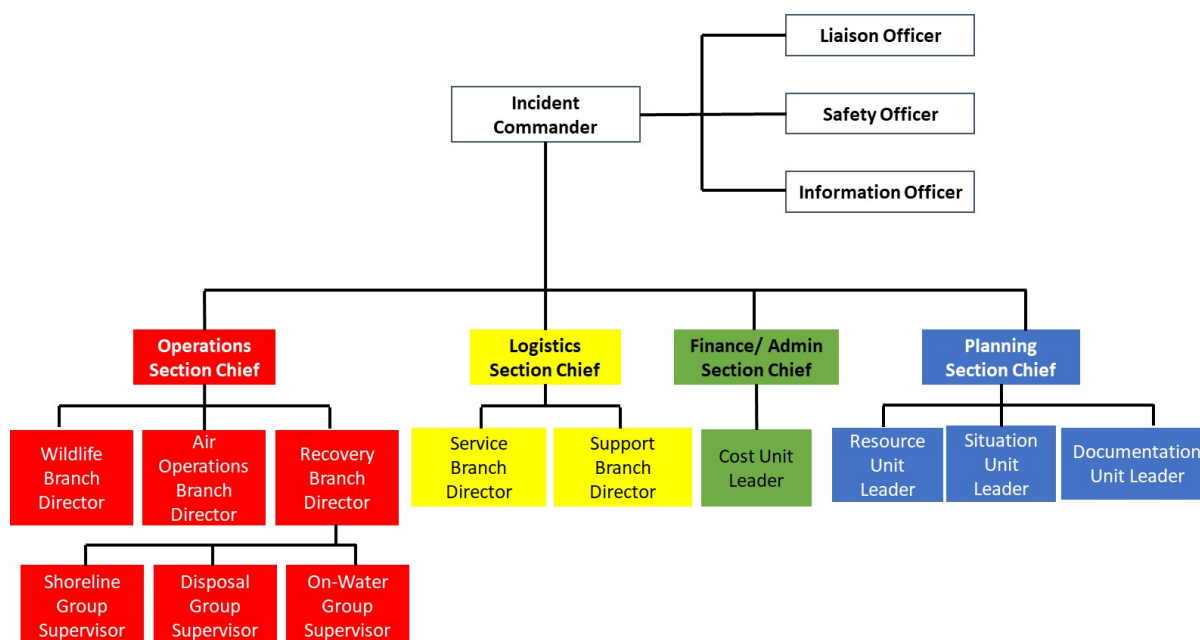 Liaison Officer
Incident
Commander
Safety Officer
Information Officer
Operations
Section Chief
Logistics
Section Chief
Finance/ Admin
Section Chief
Planning
Section Chief
Wildlife
Branch
Director
Air
Operations
Branch
Director
Recovery
Branch
Director
Service
Branch
Director
Support
Branch
Director
Cost Unit
Leader
Resource
Unit
Leader
Situation
Unit
Leader
Documentation
Unit Leader
Shoreline
Group
Supervisor
Disposal
Group
Supervisor
On-Water
Group
Supervisor